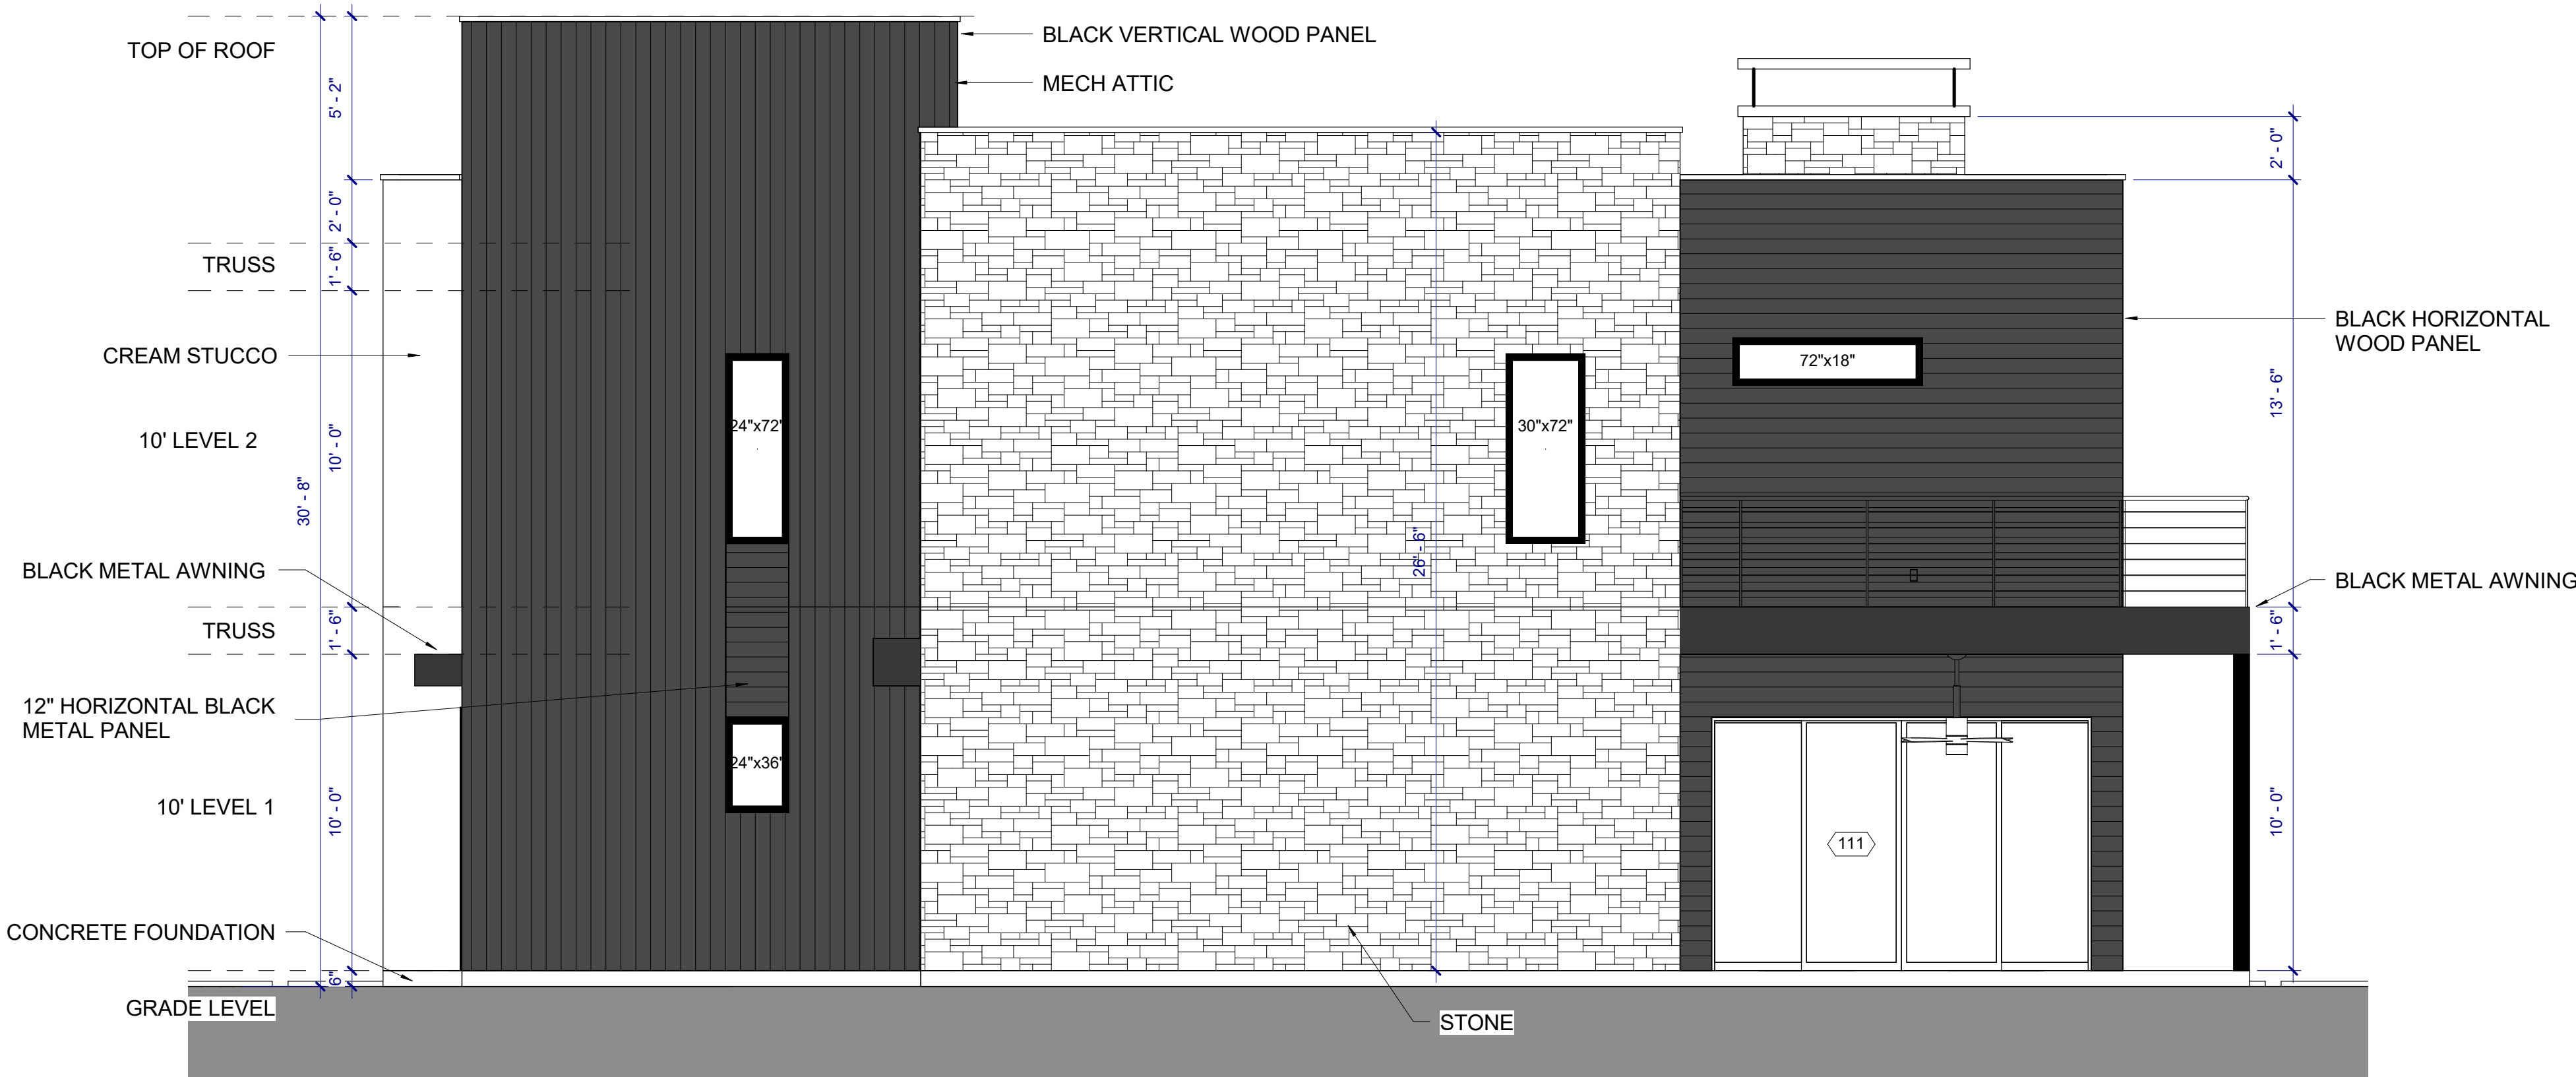 TOP OF ROOF
BLACK VERTICAL WOOD PANEL
MECH ATTIC
5' - 2"
2' - 0"
2' - 0"
TRUSS
1' - 6"
CREAM STUCCO
BLACK HORIZONTAL
WOOD PANEL
72"x18"
13' - 6"
24"x72"
30"x72"
10' LEVEL 2
10' - 0"
30' - 8"
26' - 6"
BLACK METAL AWNING
BLACK METAL AWNING
TRUSS
1' - 6"
1' - 6"
12" HORIZONTAL BLACK
METAL PANEL
24"x36"
10' LEVEL 1
10' - 0"
10' - 0"
111
CONCRETE FOUNDATION
6"
GRADE LEVEL
STONE